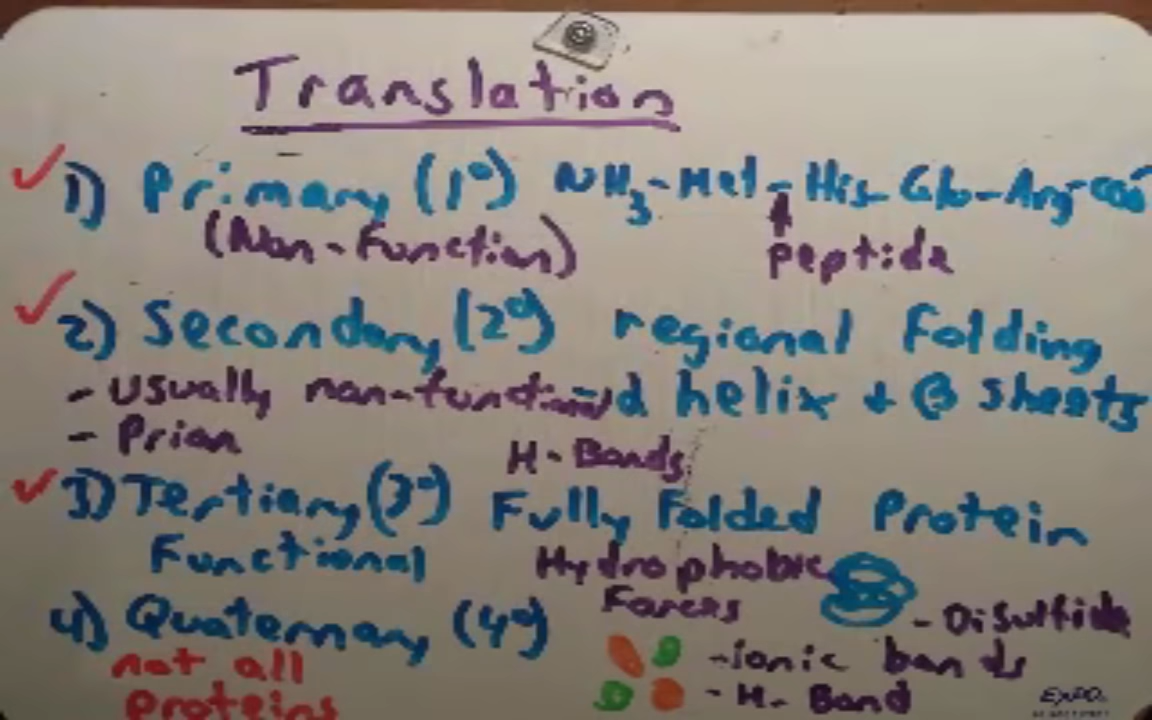 Translation
1) Primary (1°) NH3-Met-His-Glu-Arg-COO-
(Non-Function) peptide
2) Secondary (2°) regional folding
- usually non-functional α helix + β sheets
- Prion H-Bonds
3) Tertiary (3°) Fully Folded Protein
Functional Hydrophobic
Forces - Disulfide
4) Quaternary (4°)
not all - ionic bonds
proteins - H-Bond
EXPO